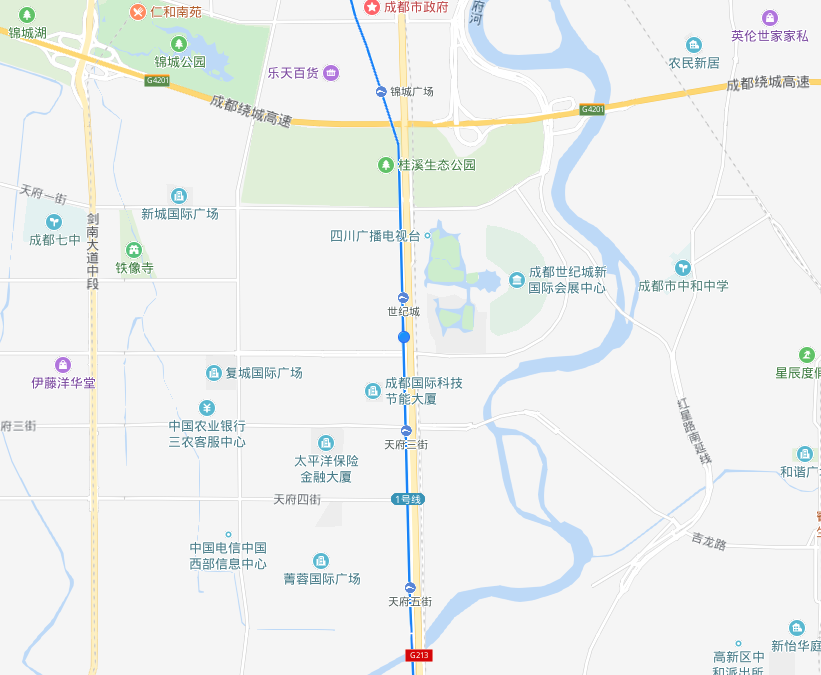 仁和南苑
成都市政府
府河
锦城湖
英伦世家家私
锦城公园
农民新居
乐天百货
G4201
成都绕城高速
锦城广场
成都绕城高速
G4201
桂溪生态公园
天府一街
新城国际广场
成都七中
剑南大道中段
四川广播电视台
铁像寺
成都世纪城新
国际会展中心
成都市中和中学
世纪城
伊藤洋华堂
复城国际广场
成都国际科技
节能大厦
星辰度假
中国农业银行
三农客服中心
府三街
天府三街
红星路南延线
太平洋保险
金融大厦
和谐广
天府四街
1号线
中国电信中国
西部信息中心
吉龙路
菁蓉国际广场
天府五街
G213
新怡华庭
高新区中
和派出所